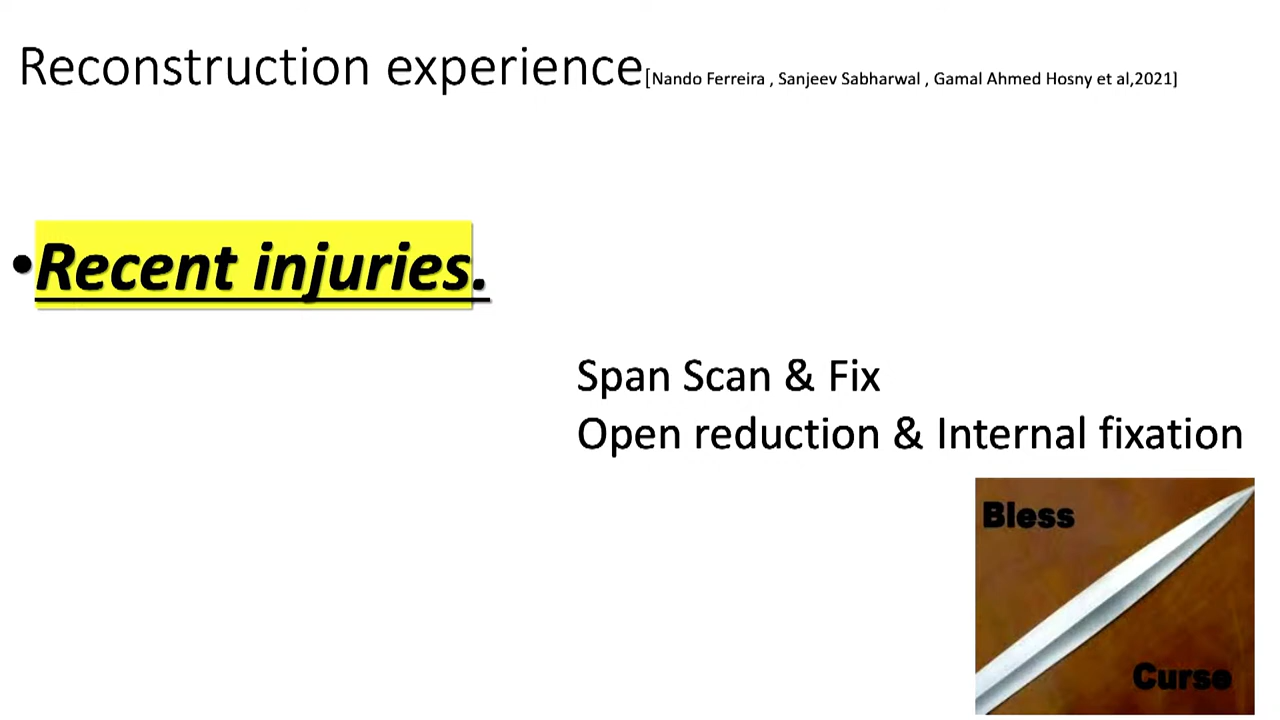 Reconstruction experience[Nando Ferreira , Sanjeev Sabharwal , Gamal Ahmed Hosny et al,2021]
•Recent injuries.
Span Scan & Fix
Open reduction & Internal fixation
Bless
Curse